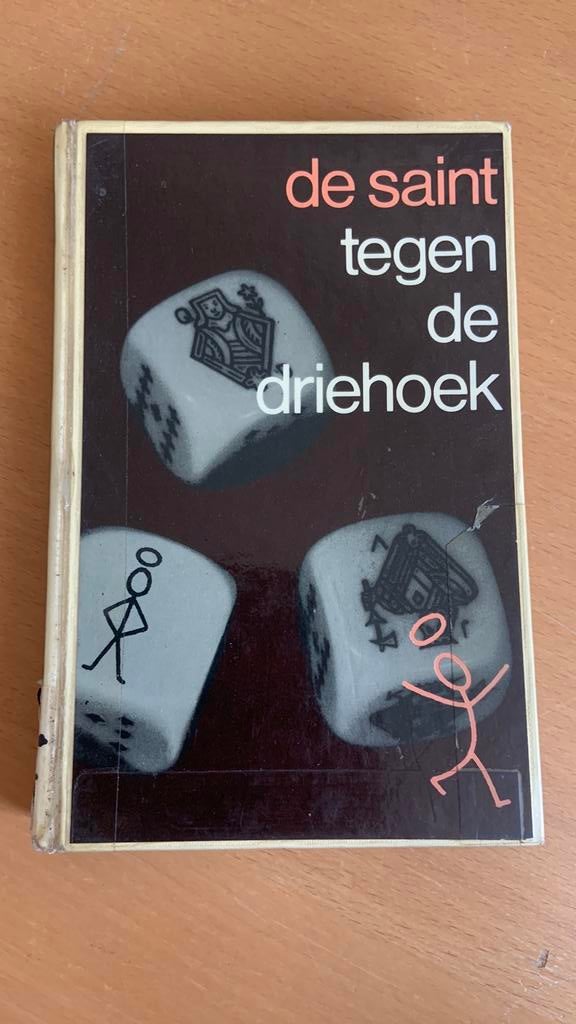 de saint
tegen
de
driehoek